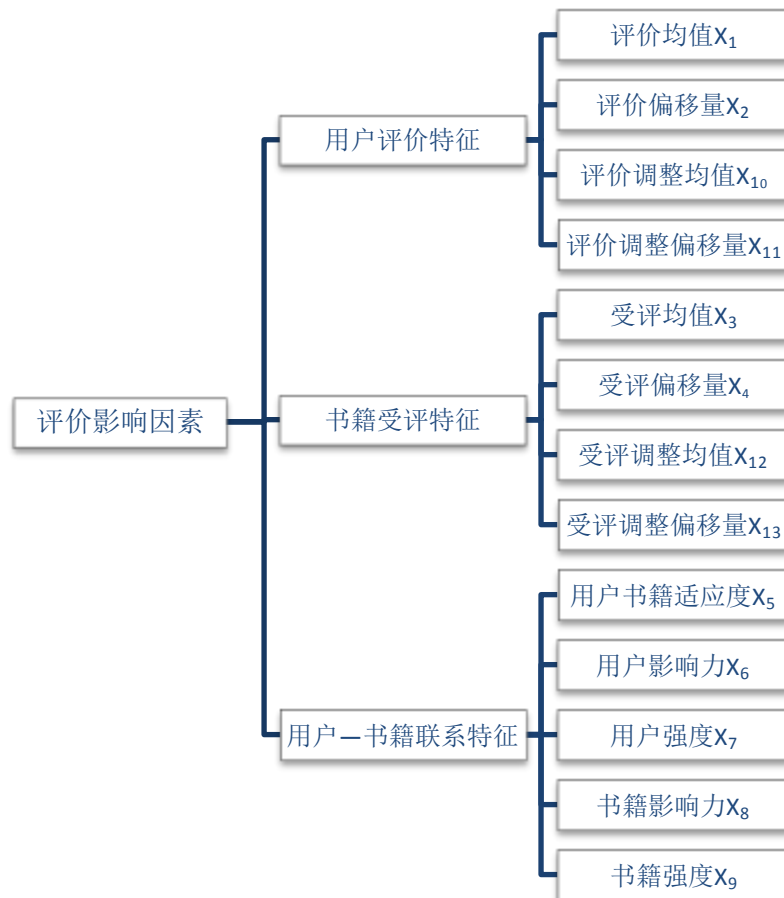 评价影响因素
用户评价特征
评价均值X₁
评价偏移量X₂
评价调整均值X₁₀
评价调整偏移量X₁₁
书籍受评特征
受评均值X₃
受评偏移量X₄
受评调整均值X₁₂
受评调整偏移量X₁₃
用户—书籍联系特征
用户书籍适应度X₅
用户影响力X₆
用户强度X₇
书籍影响力X₈
书籍强度X₉